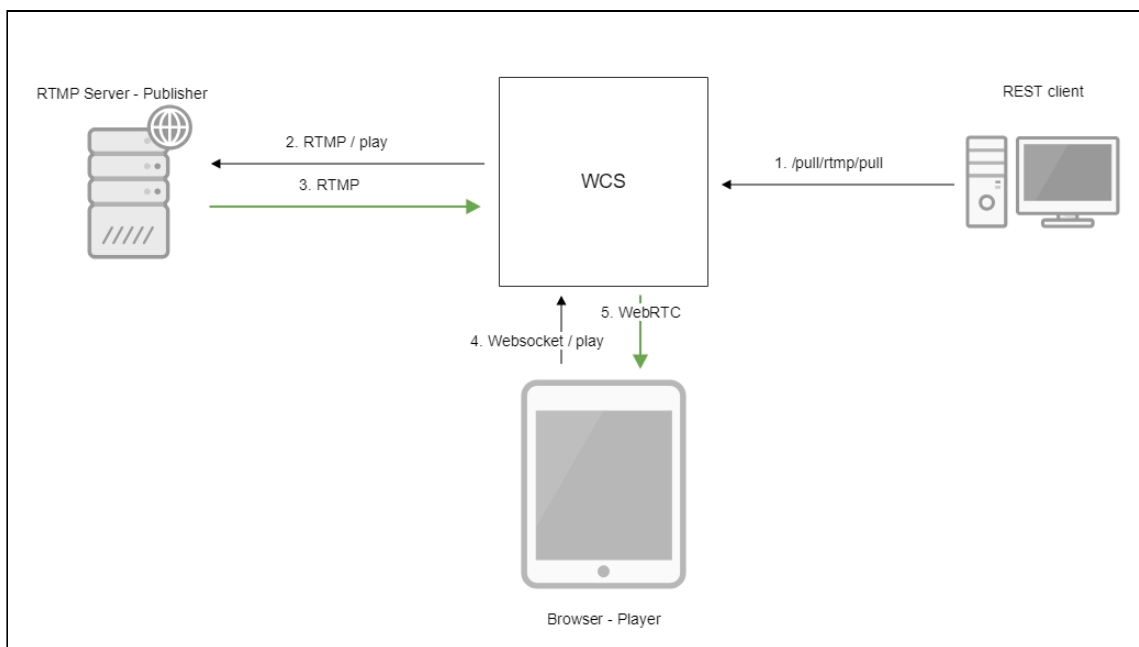 RTMP Server - Publisher
REST client
2. RTMP / play
1. /pull/rtmp/pull
3. RTMP
WCS
5. WebRTC
4. Websocket / play
Browser - Player